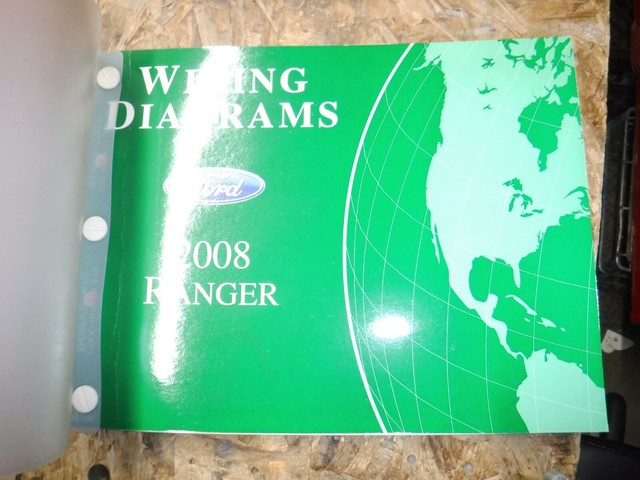 WIRING
DIAGRAMS
Ford
2008
RANGER